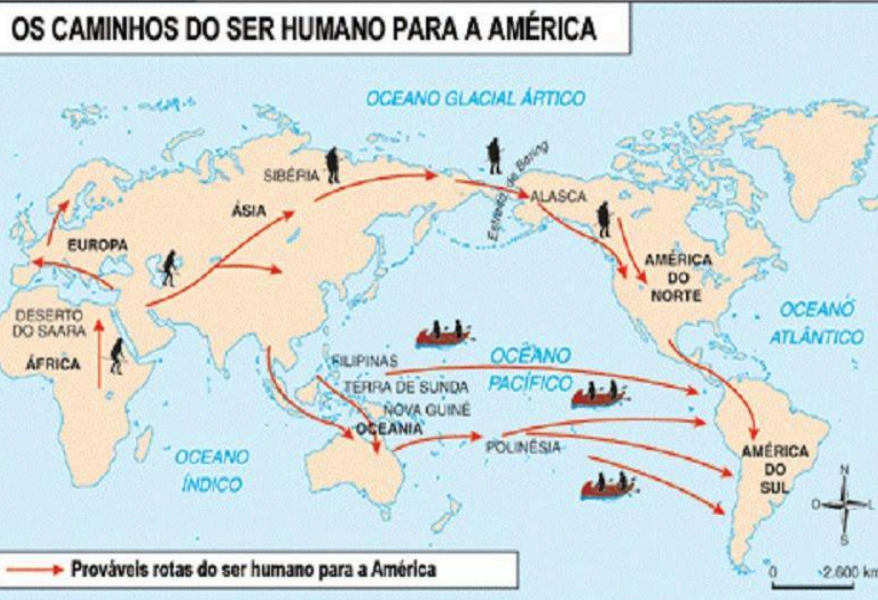 OS CAMINHOS DO SER HUMANO PARA A AMÉRICA
OCEANO GLACIAL ÁRTICO
SIBÉRIA
Estreito de Bering
ALASCA
ÁSIA
EUROPA
AMÉRICA
DO
NORTE
DESERTO
DO SAARA
ÁFRICA
OCEANO
ATLÂNTICO
FILIPINAS
OCEANO
PACÍFICO
TERRA DE SUNDA
NOVA GUINÉ
OCEANIA
POLINÉSIA
OCEANO
ÍNDICO
AMÉRICA
DO
SUL
N
O
L
S
0
2.600 km
Prováveis rotas do ser humano para a América